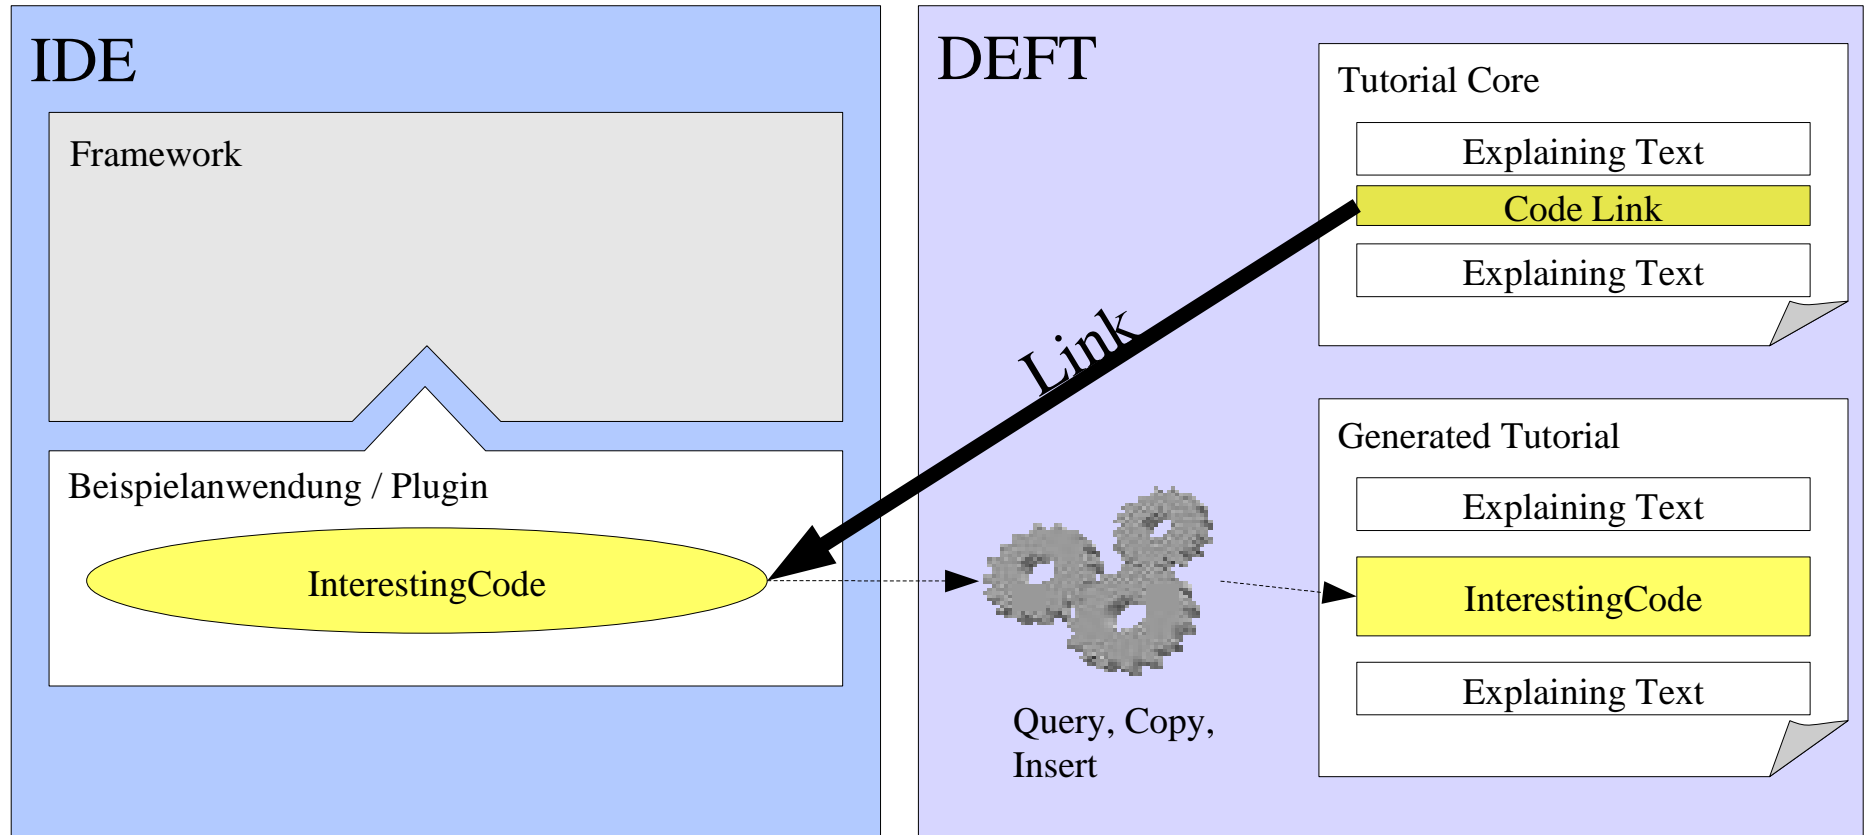 IDE
Framework
Beispielanwendung / Plugin
InterestingCode
DEFT
Link
Query, Copy,
Insert
Tutorial Core
Explaining Text
Code Link
Explaining Text
Generated Tutorial
Explaining Text
InterestingCode
Explaining Text